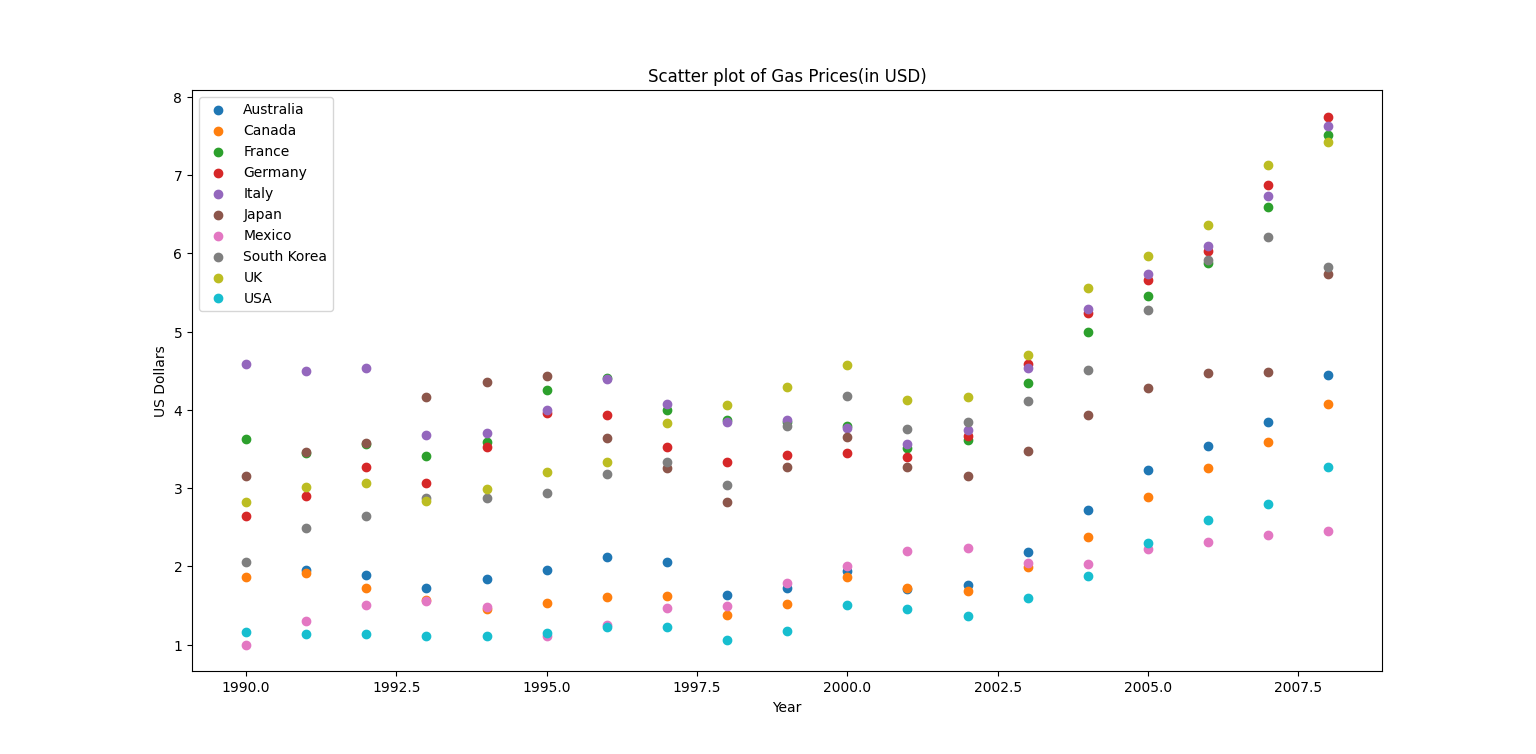 Scatter plot of Gas Prices(in USD)
8
7
6
5
4
3
2
1
US Dollars
Australia
Canada
France
Germany
Italy
Japan
Mexico
South Korea
UK
USA
1990.0 1992.5 1995.0 1997.5 2000.0 2002.5 2005.0 2007.5
Year